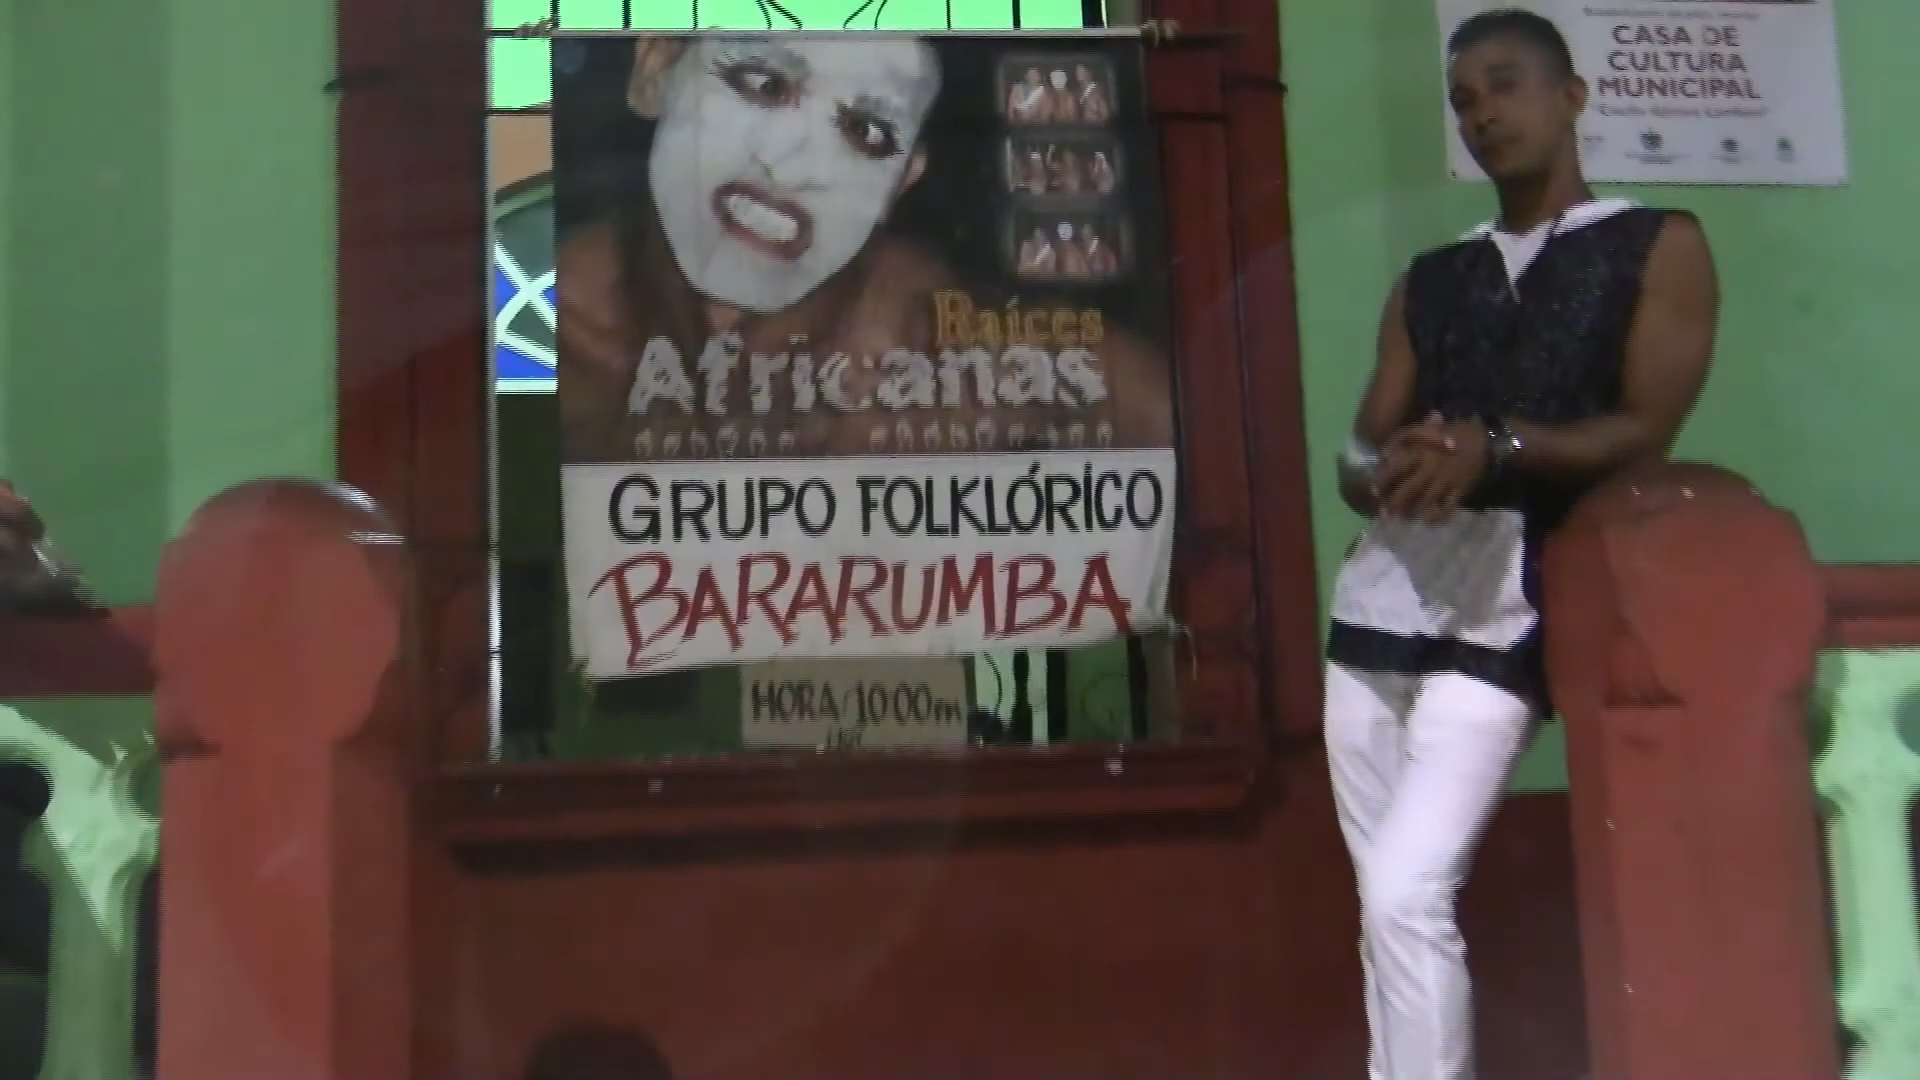 Raíces
Africanas
GRUPO FOLKLÓRICO
BARARUMBA
HORA/10 00 m
CASA DE
CULTURA
MUNICIPAL